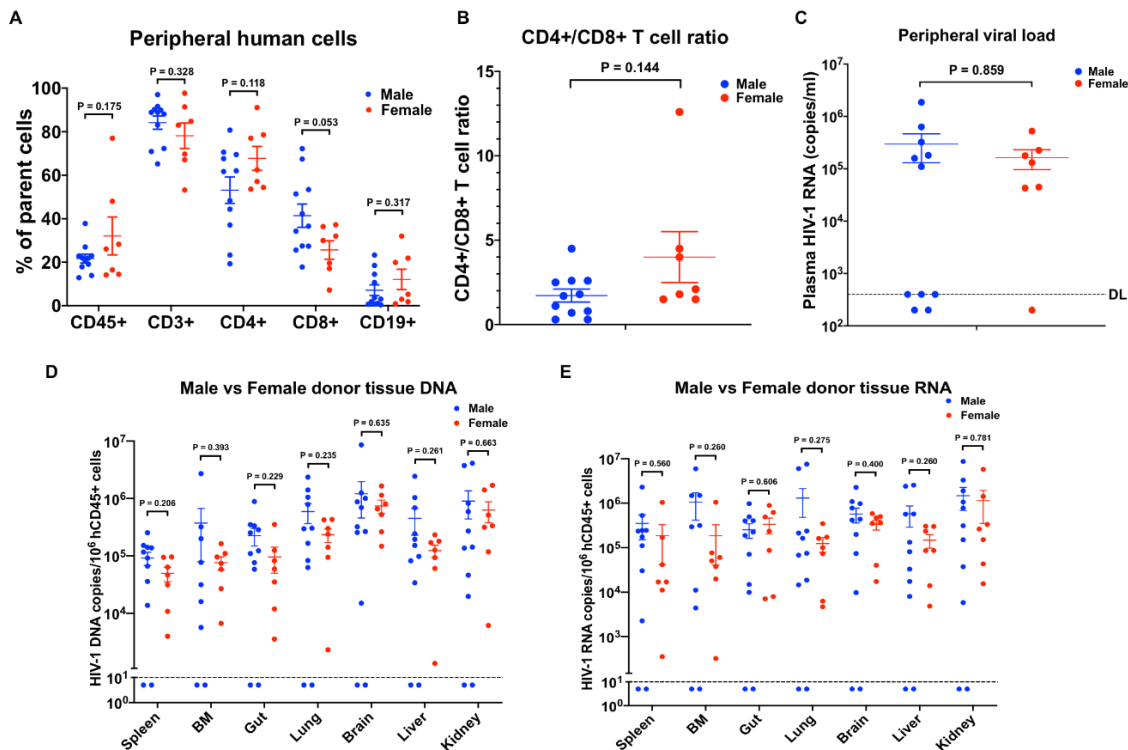 A
Peripheral human cells
% of parent cells
100
80
60
40
20
0
P = 0.175
P = 0.328
P = 0.118
P = 0.053
P = 0.317
Male
Female
CD45+ CD3+ CD4+ CD8+ CD19+
B
CD4+/CD8+ T cell ratio
CD4+/CD8+ T cell ratio
15
10
5
0
P = 0.144
Male
Female
C
Peripheral viral load
Plasma HIV-1 RNA (copies/ml)
10⁷
10⁶
10⁵
10⁴
10³
10²
P = 0.859
Male
Female
DL
D
Male vs Female donor tissue DNA
Male
Female
HIV-1 DNA copies/10⁶ hCD45+ cells
10⁷
10⁶
10⁵
10⁴
10¹
10⁰
P = 0.206
P = 0.393
P = 0.229
P = 0.235
P = 0.635
P = 0.261
P = 0.663
Spleen BM Gut Lung Brain Liver Kidney
E
Male vs Female donor tissue RNA
Male
Female
HIV-1 RNA copies/10⁶ hCD45+ cells
10⁷
10⁶
10⁵
10⁴
10³
10¹
10⁰
P = 0.560
P = 0.260
P = 0.606
P = 0.275
P = 0.400
P = 0.260
P = 0.781
Spleen BM Gut Lung Brain Liver Kidney